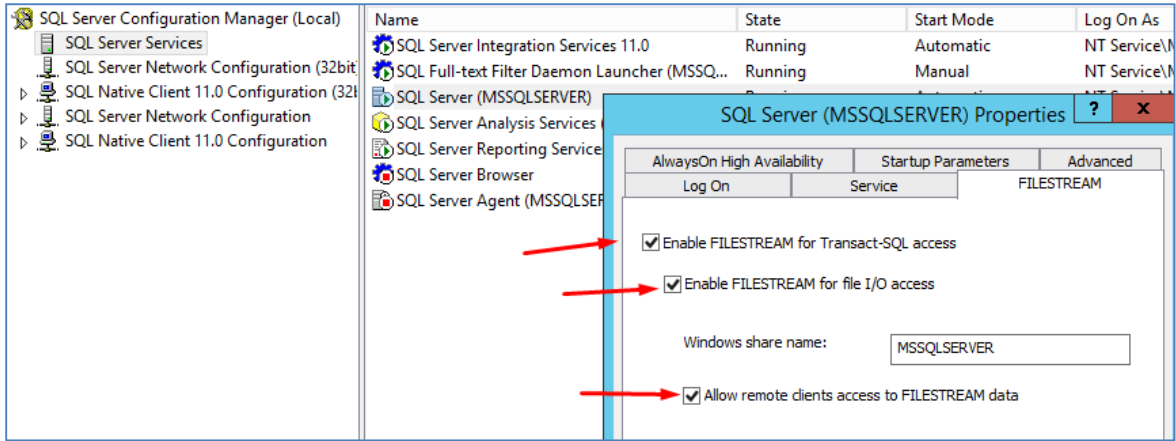 SQL Server Configuration Manager (Local)
SQL Server Services
SQL Server Network Configuration (32bit
SQL Native Client 11.0 Configuration (32
SQL Server Network Configuration
SQL Native Client 11.0 Configuration
Name State Start Mode Log On As
SQL Server Integration Services 11.0 Running Automatic NT Service\
SQL Full-text Filter Daemon Launcher (MSSQ... Running Manual NT Service\
SQL Server (MSSQLSERVER)
SQL Server Analysis Services (
SQL Server Reporting Service
SQL Server Browser
SQL Server Agent (MSSQLSER
SQL Server (MSSQLSERVER) Properties ? x
AlwaysOn High Availability Startup Parameters Advanced
Log On Service FILESTREAM
Enable FILESTREAM for Transact-SQL access
Enable FILESTREAM for file I/O access
Windows share name: MSSQLSERVER
Allow remote clients access to FILESTREAM data